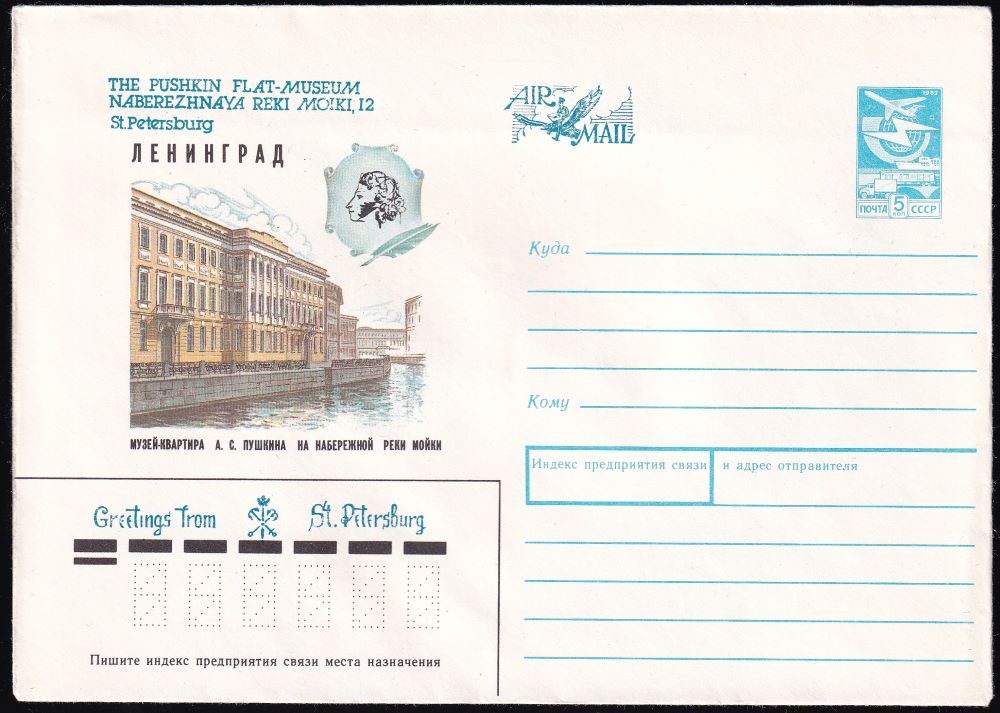 THE PUSHKIN FLAT-MUSEUM
NABEREZHNAYA REKI MOIKI, 12
St. Petersburg
ЛЕНИНГРАД
МУЗЕЙ-КВАРТИРА А. С. ПУШКИНА НА НАБЕРЕЖНОЙ РЕКИ МОЙКИ
AIR
MAIL
1982
ПОЧТА 5 КОП СССР
Куда
Кому
Индекс предприятия связи и адрес отправителя
Greetings from St. Petersburg
Пишите индекс предприятия связи места назначения